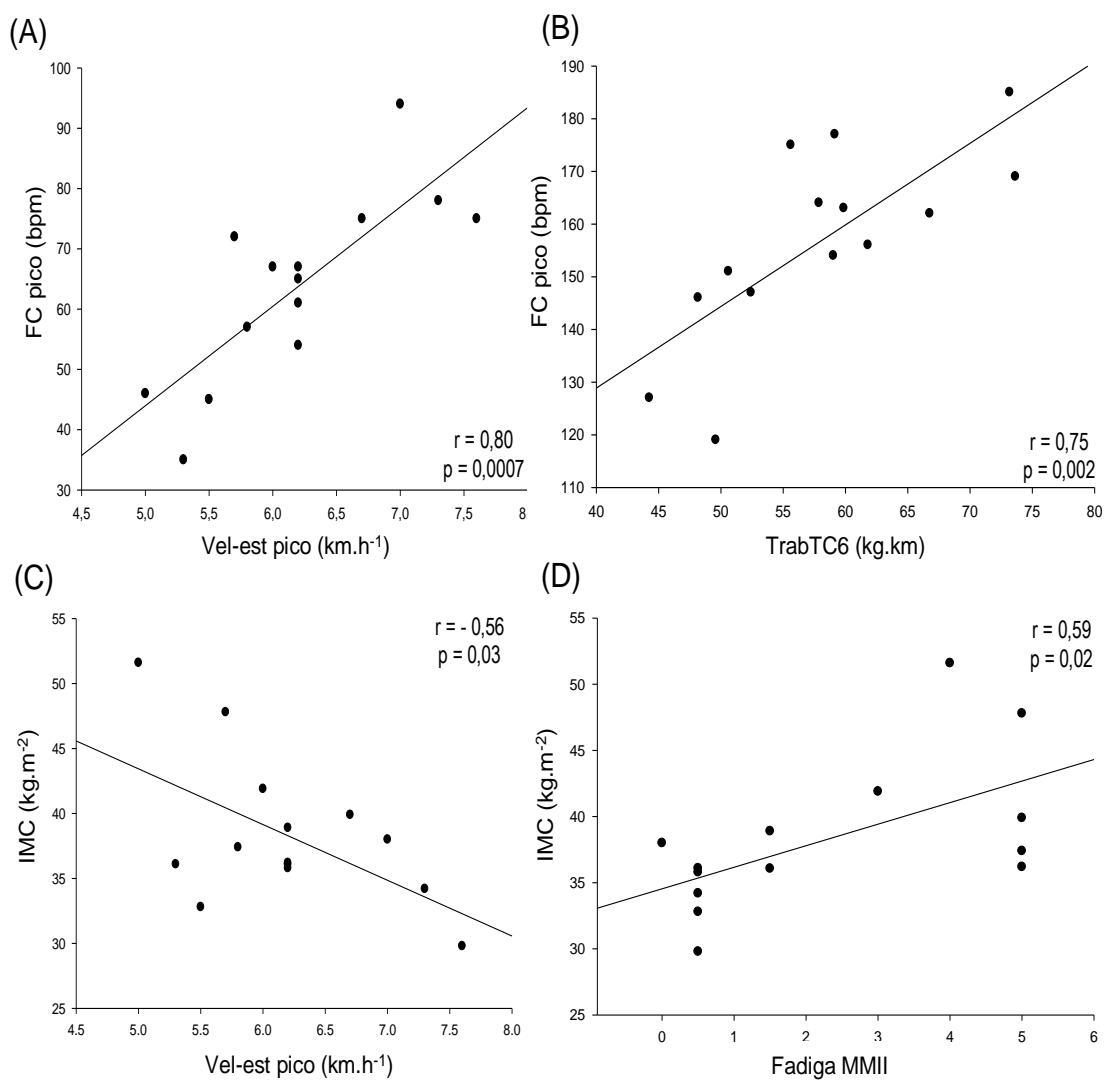 (A)
100
90
80
70
60
50
40
30
FC pico (bpm)
4,5 5,0 5,5 6,0 6,5 7,0 7,5 8
Vel-est pico (km.h⁻¹)
r = 0,80
p = 0,0007
(B)
190
180
170
160
150
140
130
120
110
FC pico (bpm)
40 45 50 55 60 65 70 75 80
TrabTC6 (kg.km)
r = 0,75
p = 0,002
(C)
55
50
45
40
35
30
25
IMC (kg.m⁻²)
4.5 5.0 5.5 6.0 6.5 7.0 7.5 8.0
Vel-est pico (km.h⁻¹)
r = - 0,56
p = 0,03
(D)
55
50
45
40
35
30
25
IMC (kg.m⁻²)
0 1 2 3 4 5 6
Fadiga MMII
r = 0,59
p = 0,02